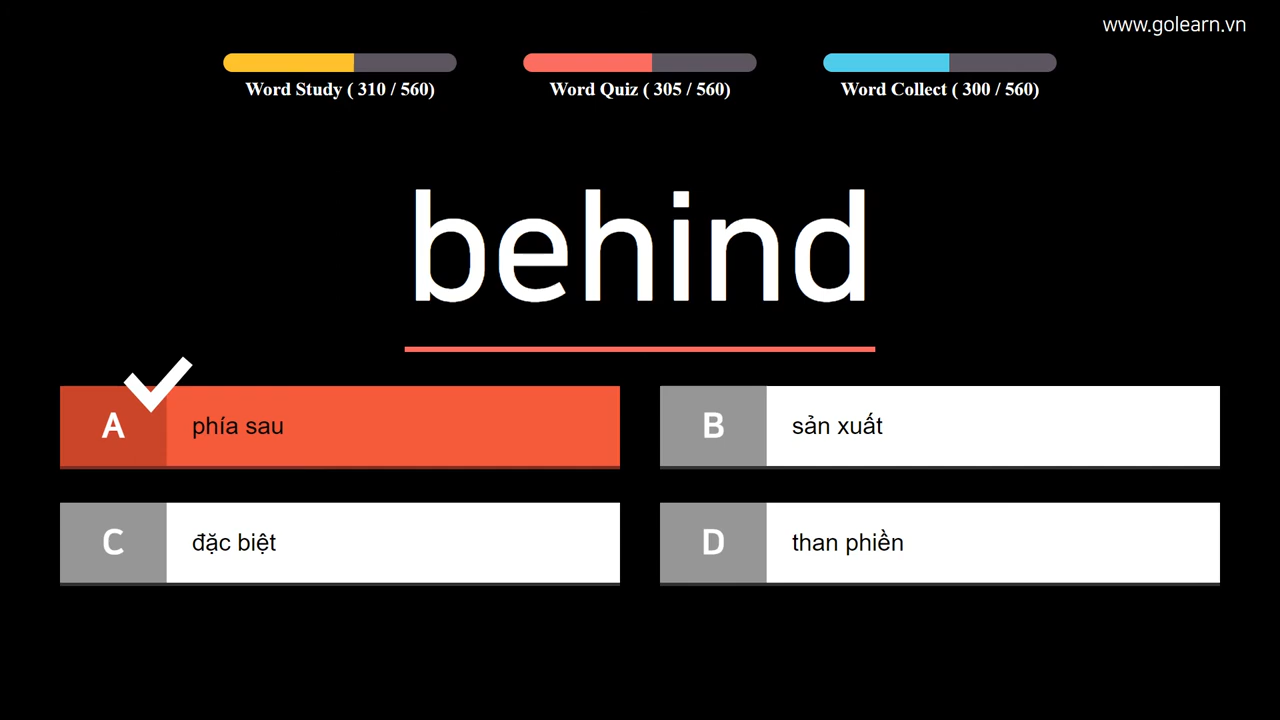 www.golearn.vn
Word Study ( 310 / 560)
Word Quiz ( 305 / 560)
Word Collect ( 300 / 560)
behind
A phía sau
B sản xuất
C đặc biệt
D than phiền